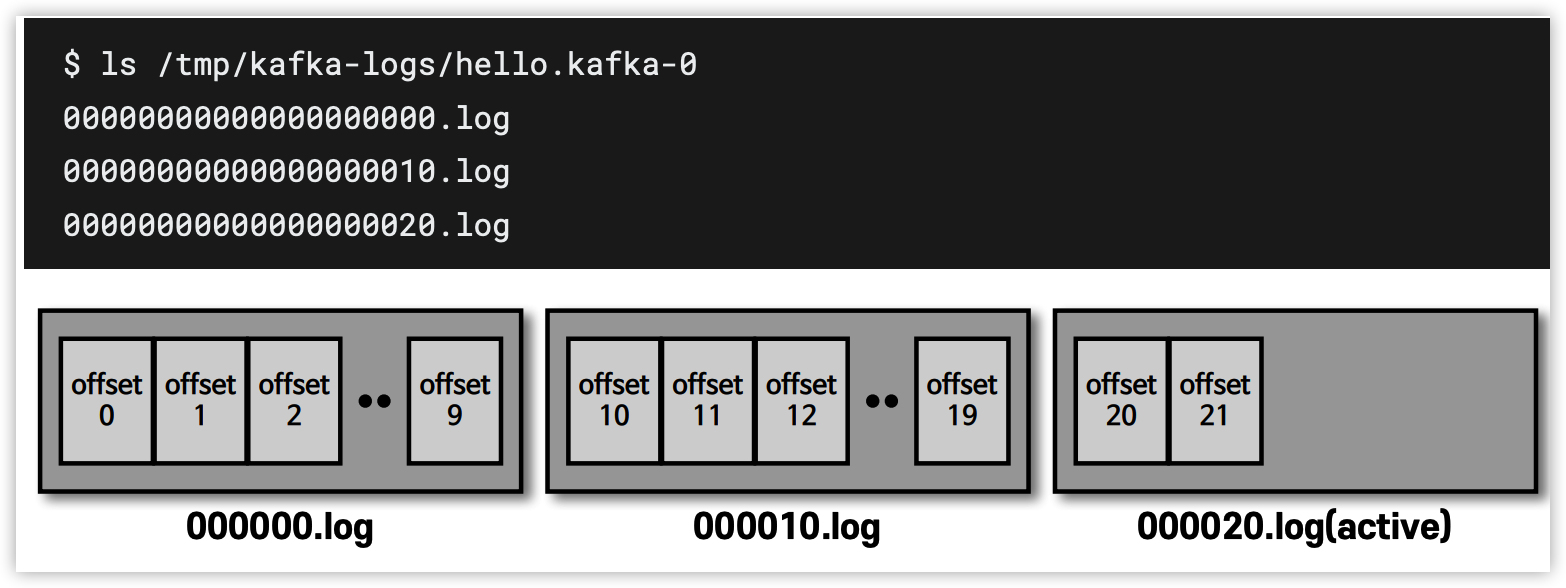 $ ls /tmp/kafka-logs/hello.kafka-0
00000000000000000000.log
00000000000000000010.log
00000000000000000020.log
offset 0
offset 1
offset 2
••
offset 9
offset 10
offset 11
offset 12
••
offset 19
offset 20
offset 21
000000.log
000010.log
000020.log(active)